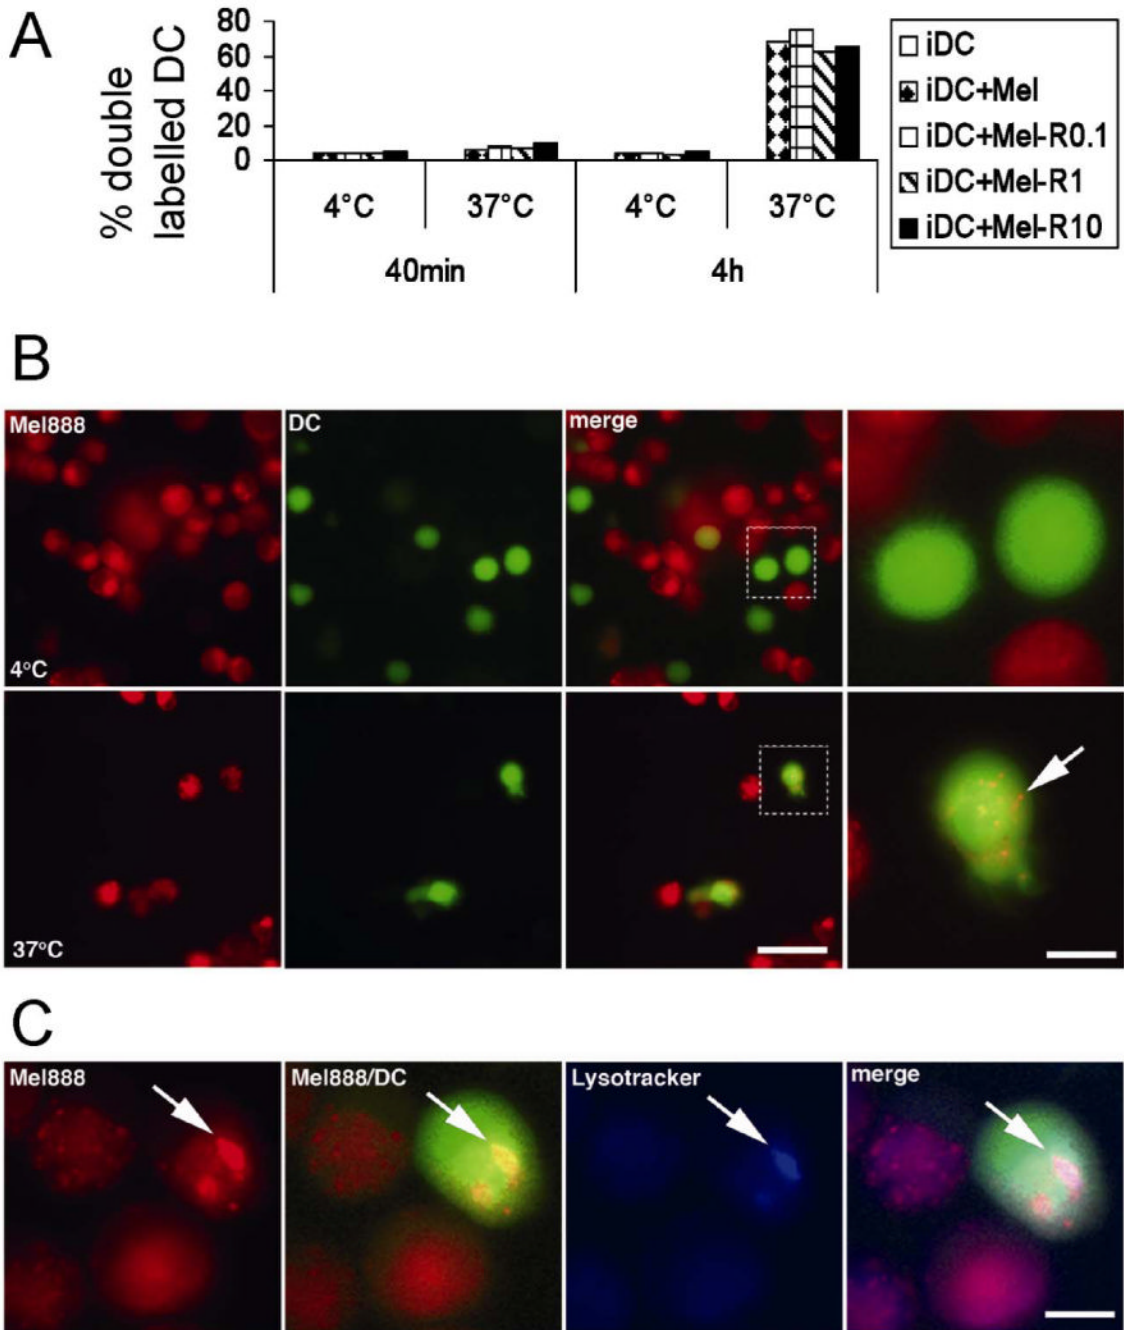 A
% double
labelled DC
80
60
40
20
0
4°C
37°C
4°C
37°C
40min
4h
iDC
iDC+Mel
iDC+Mel-R0.1
iDC+Mel-R1
iDC+Mel-R10
B
Mel888
DC
merge
4°C
37°C
C
Mel888
Mel888/DC
Lysotracker
merge